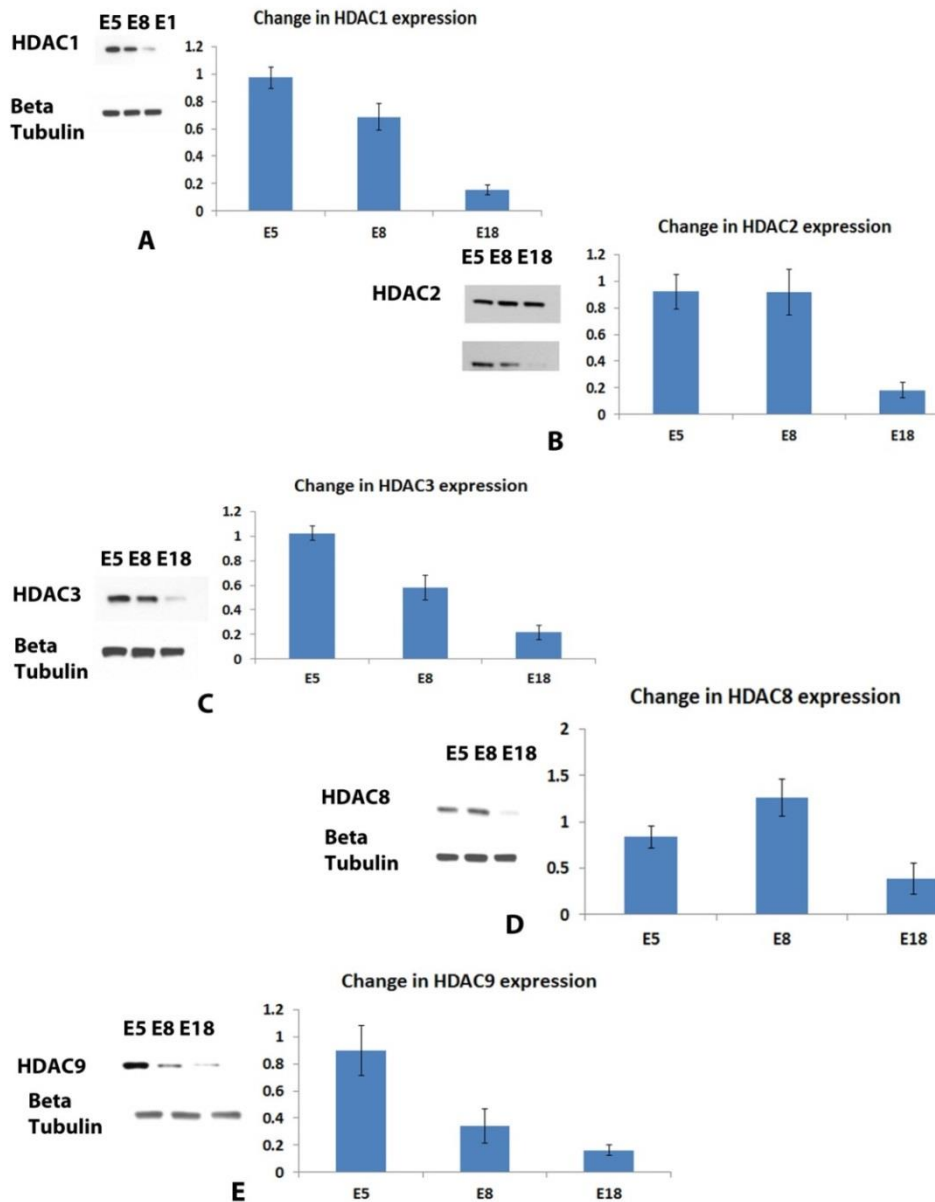 Change in HDAC1 expression
E5 E8 E1
HDAC1
Beta
Tubulin
1.2
1
0.8
0.6
0.4
0.2
0
E5 E8 E18
A
Change in HDAC2 expression
E5 E8 E18
HDAC2
1.2
1
0.8
0.6
0.4
0.2
0
E5 E8 E18
B
Change in HDAC3 expression
E5 E8 E18
HDAC3
Beta
Tubulin
1.2
1
0.8
0.6
0.4
0.2
0
E5 E8 E18
C
Change in HDAC8 expression
E5 E8 E18
HDAC8
Beta
Tubulin
2
1.5
1
0.5
0
E5 E8 E18
D
Change in HDAC9 expression
E5 E8 E18
HDAC9
Beta
Tubulin
1.2
1
0.8
0.6
0.4
0.2
0
E5 E8 E18
E